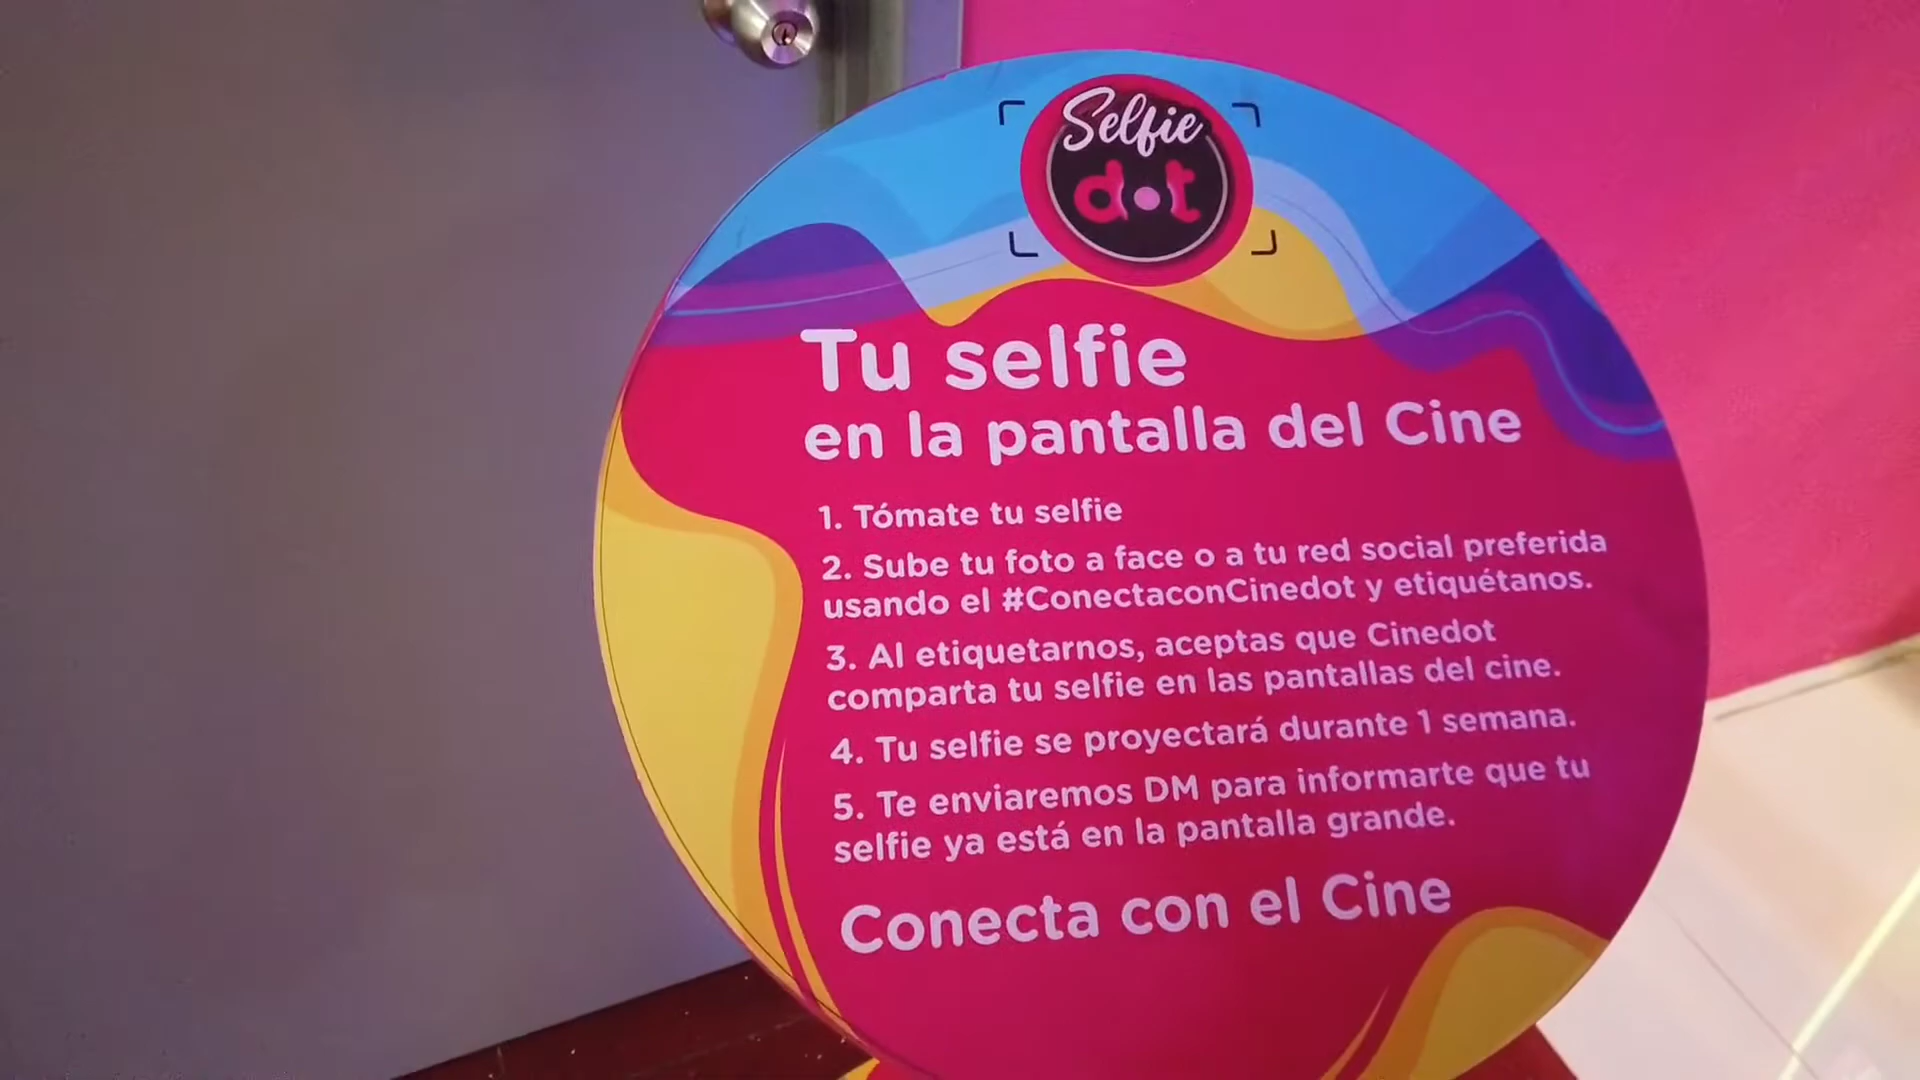 Selfie
dot
Tu selfie
en la pantalla del Cine
1. Tómate tu selfie
2. Sube tu foto a face o a tu red social preferida
usando el #ConectaconCinedot y etiquétanos.
3. Al etiquetarnos, aceptas que Cinedot
comparta tu selfie en las pantallas del cine.
4. Tu selfie se proyectará durante 1 semana.
5. Te enviaremos DM para informarte que tu
selfie ya está en la pantalla grande.
Conecta con el Cine